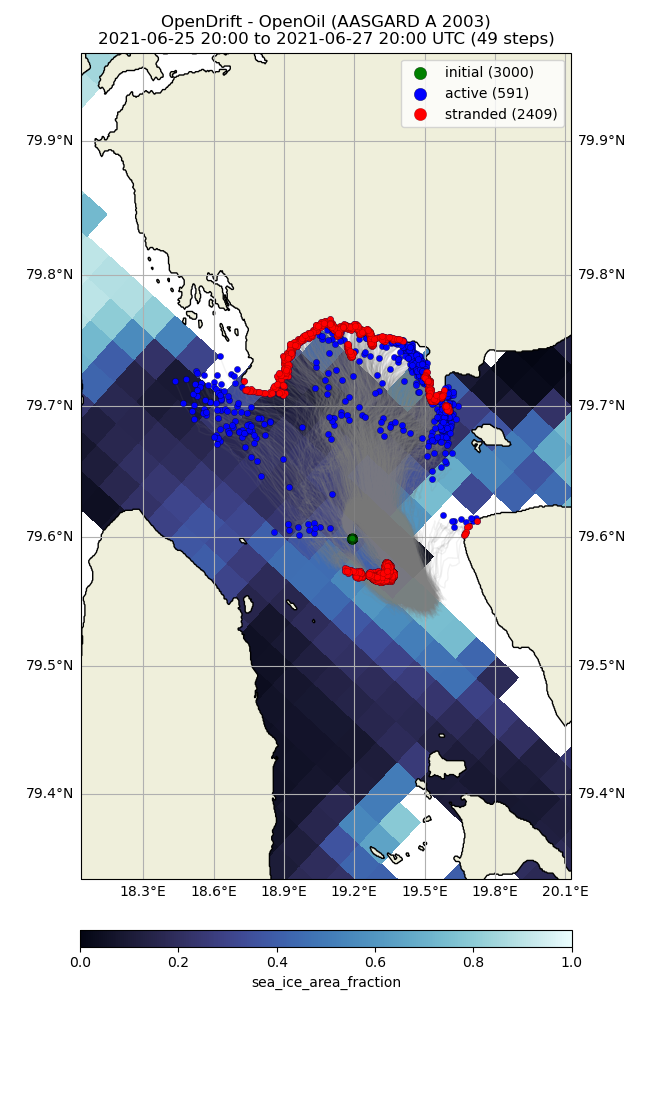 OpenDrift - OpenOil (AASGARD A 2003)
2021-06-25 20:00 to 2021-06-27 20:00 UTC (49 steps)
initial (3000)
active (591)
stranded (2409)
79.9°N 79.9°N
79.8°N 79.8°N
79.7°N 79.7°N
79.6°N 79.6°N
79.5°N 79.5°N
79.4°N 79.4°N
18.3°E 18.6°E 18.9°E 19.2°E 19.5°E 19.8°E 20.1°E
0.0 0.2 0.4 0.6 0.8 1.0
sea_ice_area_fraction